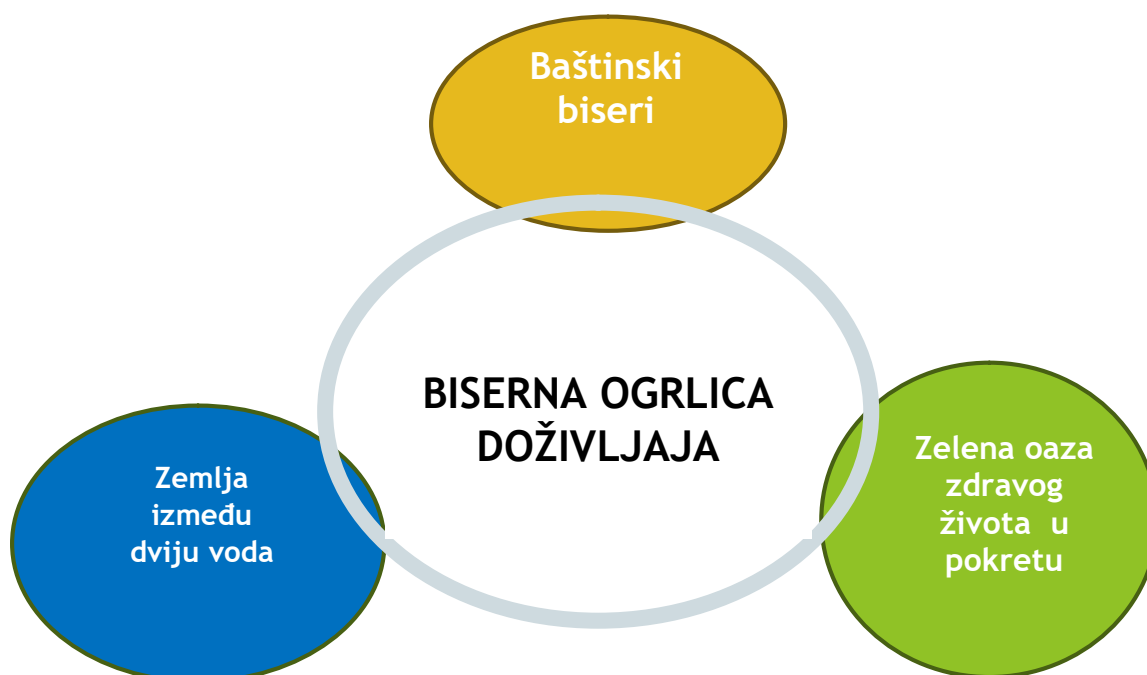 Baštinski
biseri
BISERNA OGRLICA
DOŽIVLJAJA
Zemlja
između
dviju voda
Zelena oaza
zdravog
života u
pokretu